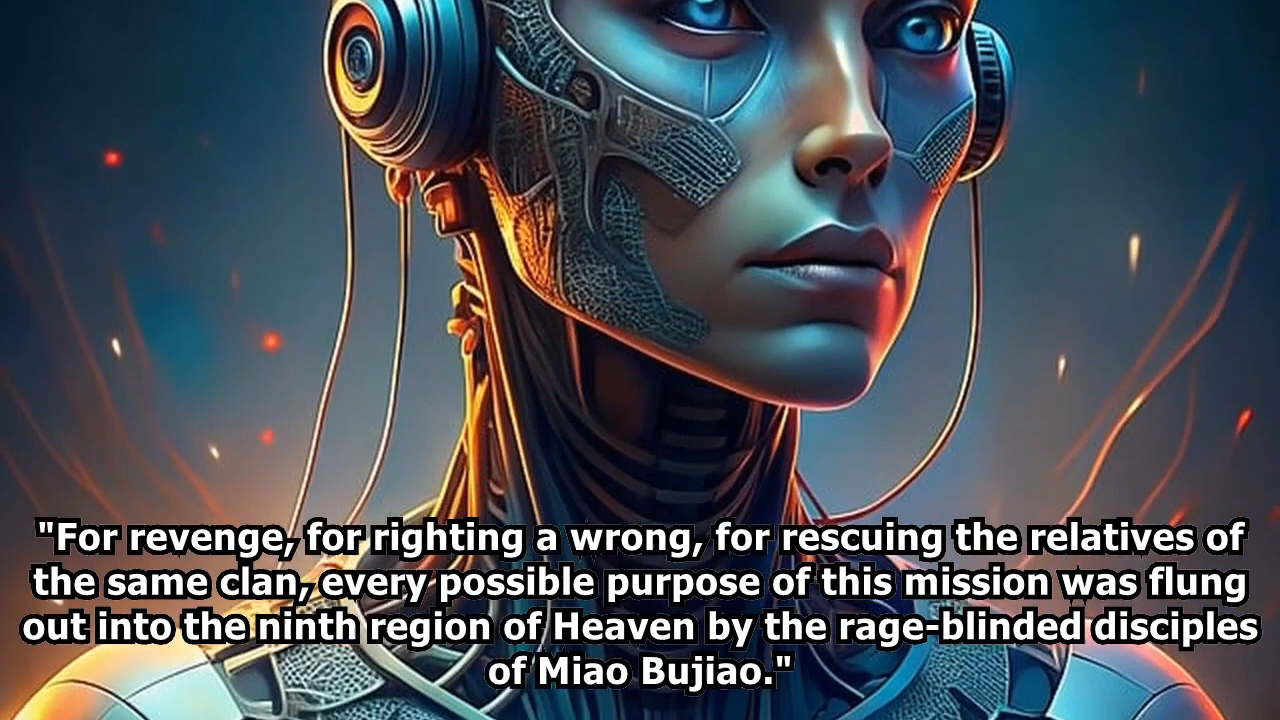 "For revenge, for righting a wrong, for rescuing the relatives of
the same clan, every possible purpose of this mission was flung
out into the ninth region of Heaven by the rage-blinded disciples
of Miao Bujiao."